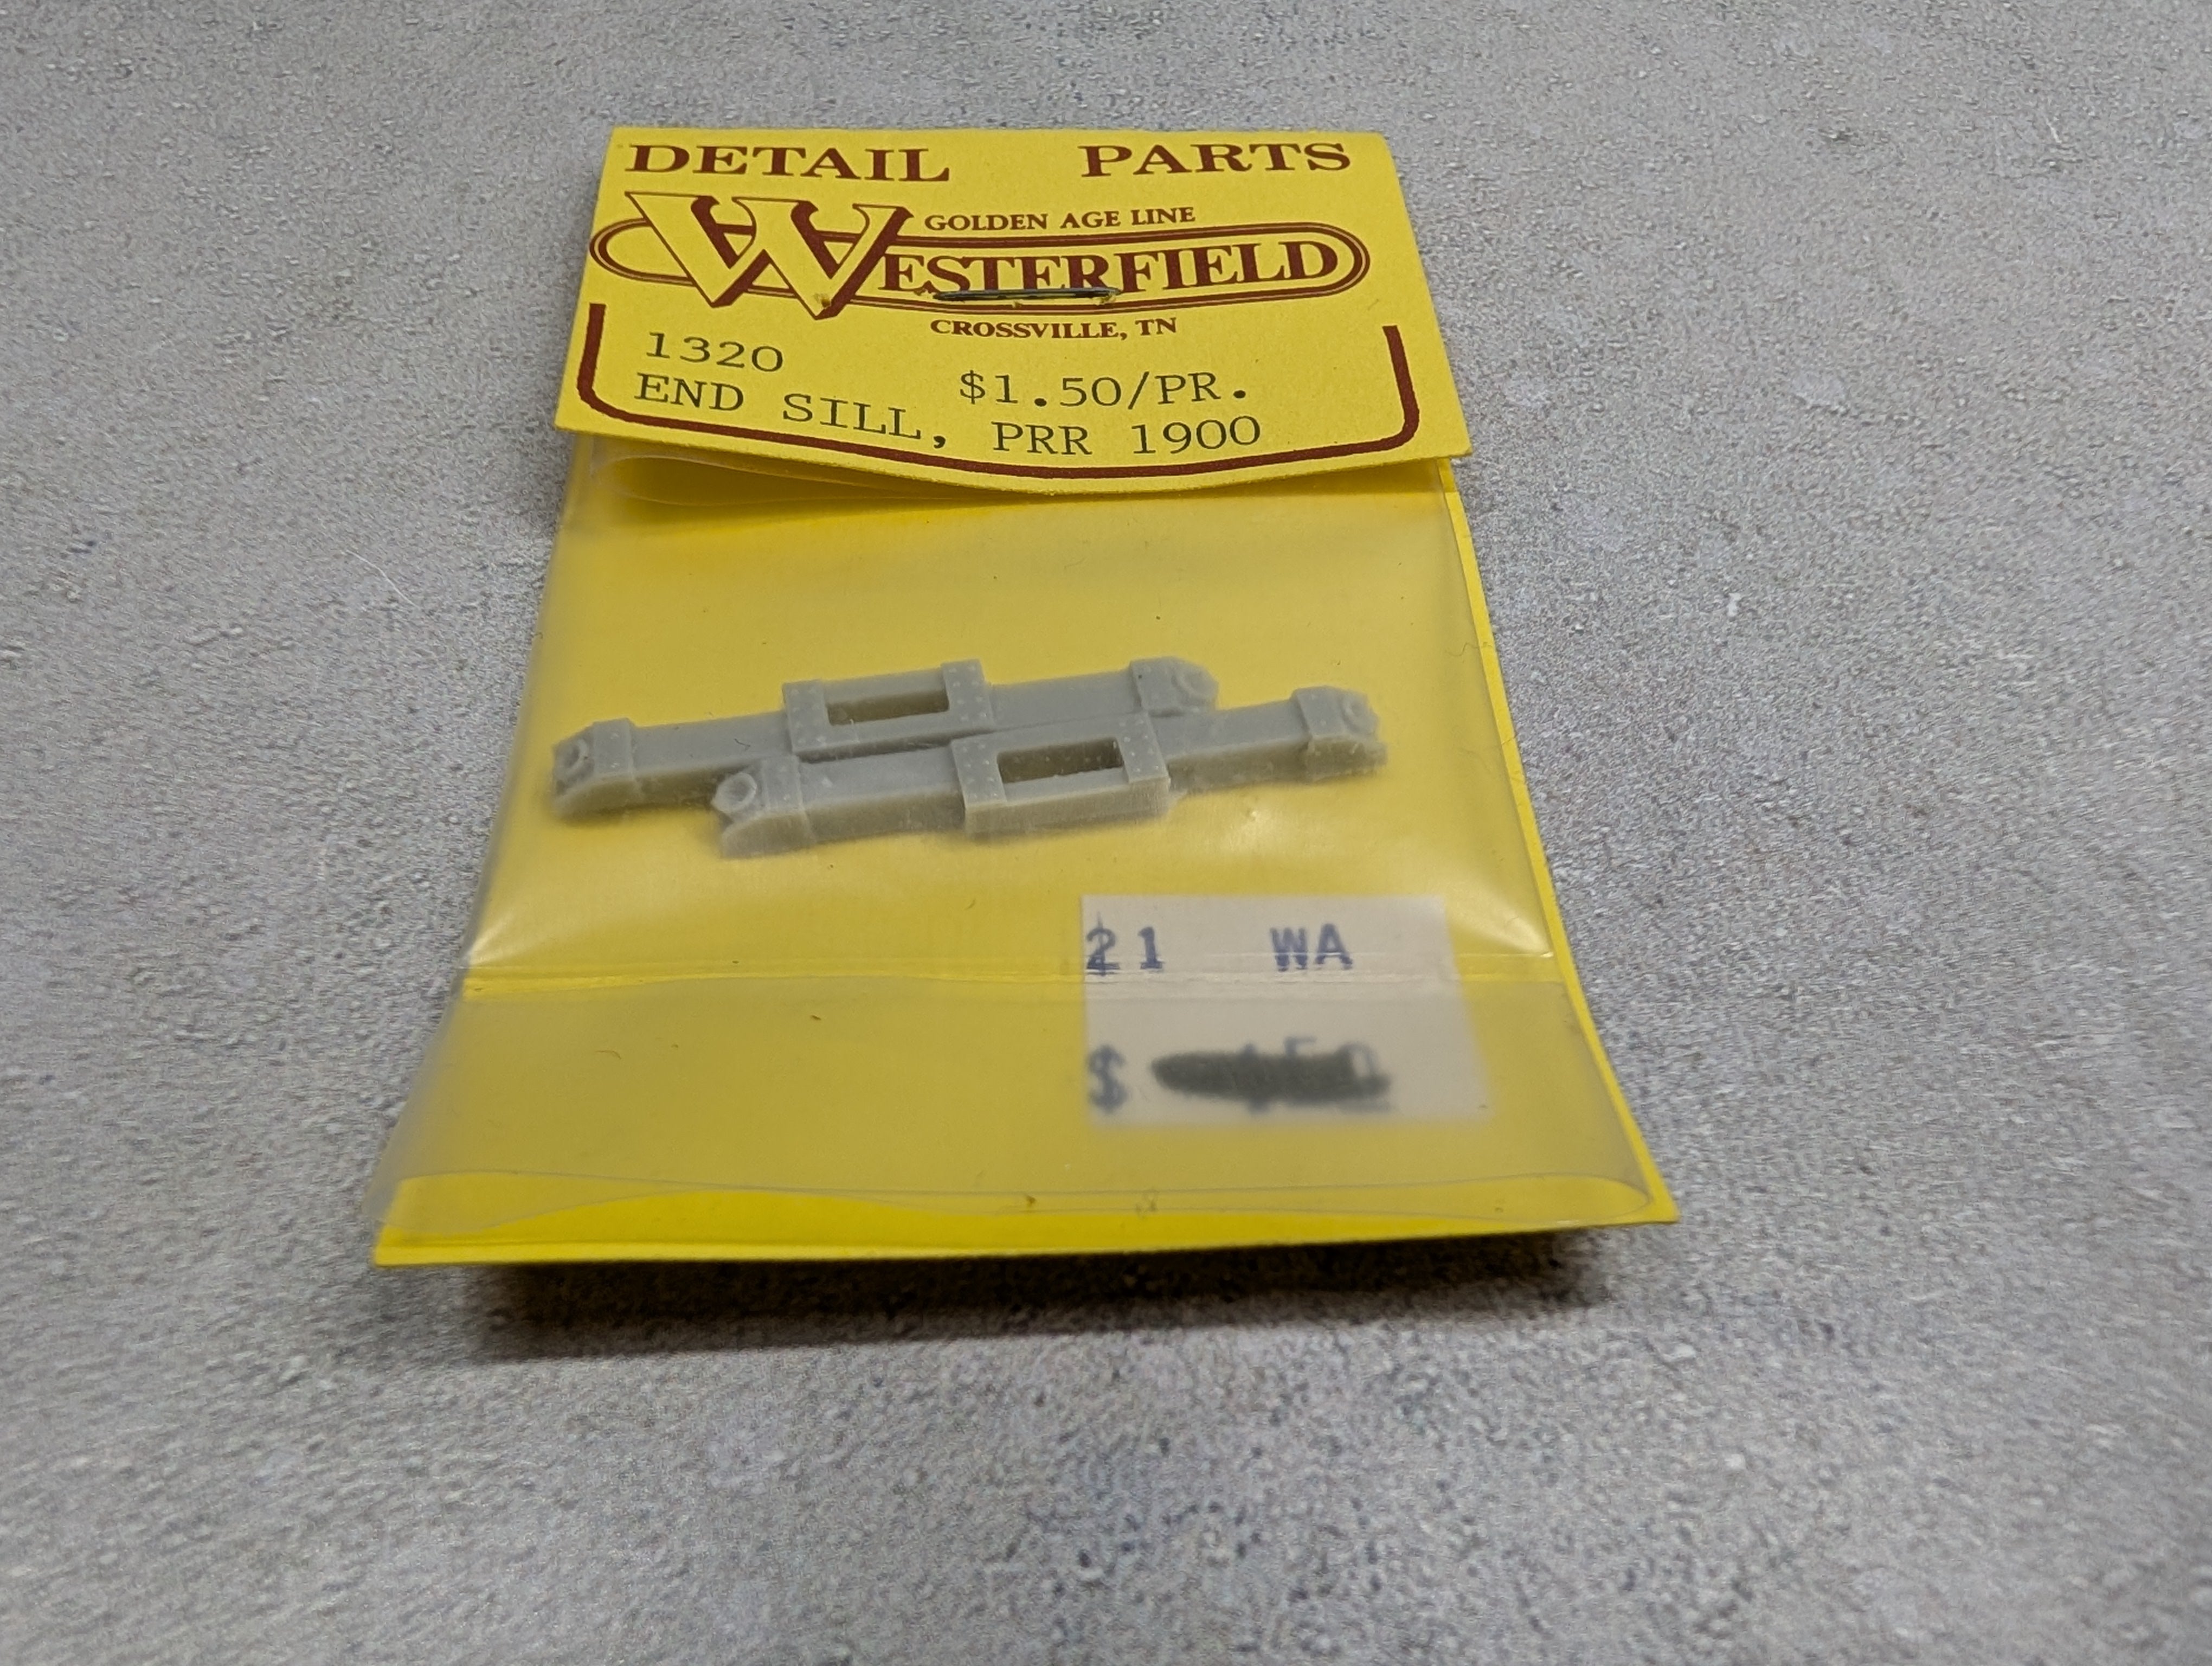 DETAIL PARTS
GOLDEN AGE LINE
WESTERFIELD
CROSSVILLE, TN
1320
$1.50/PR.
END SILL, PRR 1900
21 WA
$